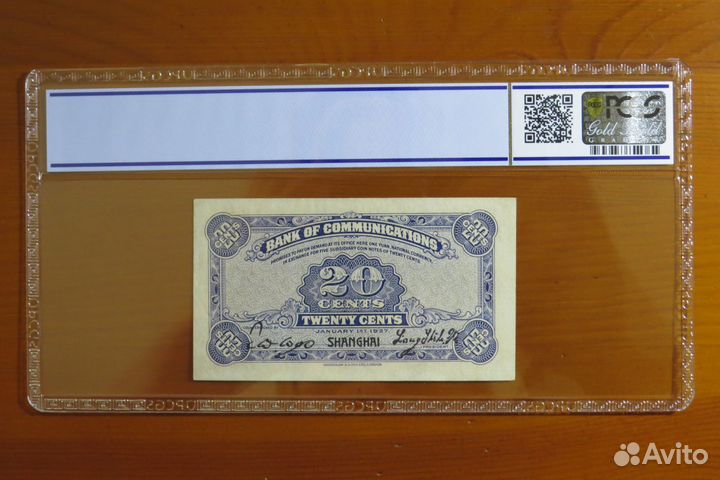 PCGS
Gold Shield
GRADING
BANK OF COMMUNICATIONS
PROMISES TO PAY ON DEMAND AT ITS OFFICE HERE ONE YUAN, NATIONAL CURRENCY,
IN EXCHANGE FOR FIVE SUBSIDIARY COIN NOTES OF TWENTY CENTS.
20
CENTS
TWENTY CENTS
JANUARY 1st 1927.
SHANGHAI
PRESIDENT
Avito